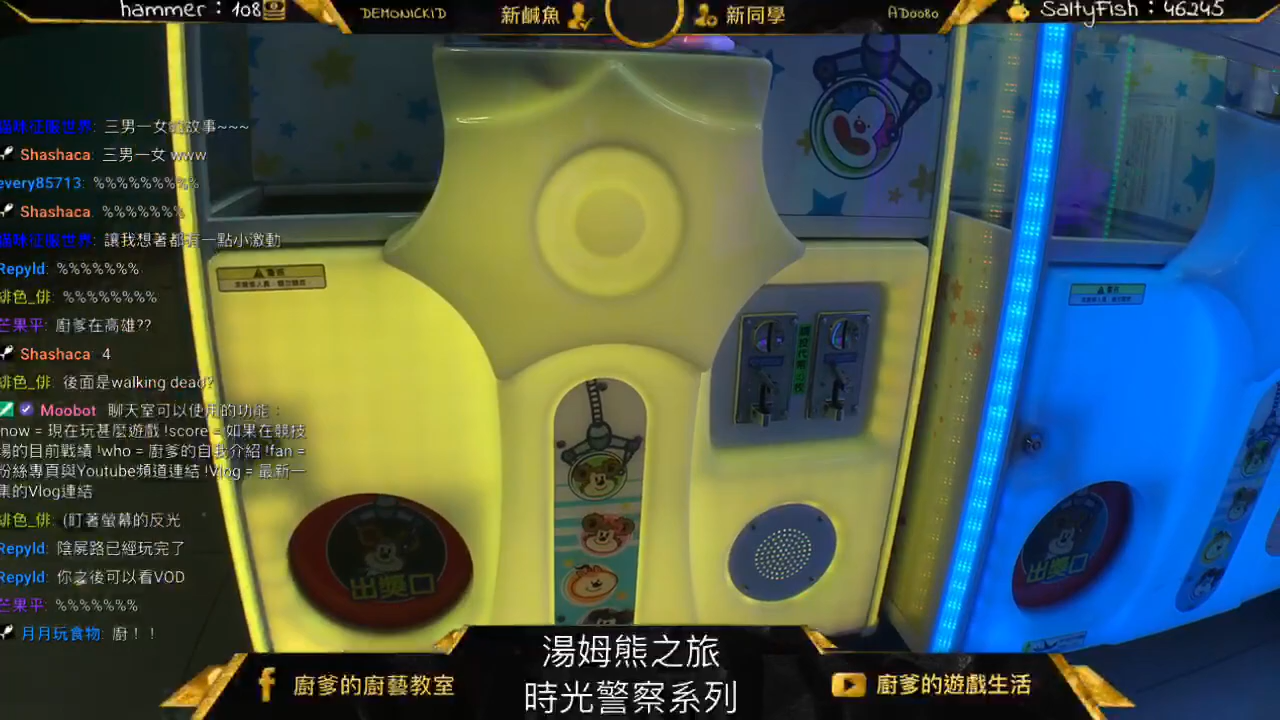 hammer：108
DEMONICKID
新鹹魚
新同學
AD0080
SaltyFish：46245
貓咪征服世界: 三男一女的故事~~~
Shashaca: 三男一女 www
every85713: %%%%%%%%%
Shashaca: %%%%%%%
貓咪征服世界: 讓我想著都有一點小激動
Repyld: %%%%%%%
緋色_俳: %%%%%%%%
芒果平: 廚爹在高雄??
Shashaca: 4
緋色_俳: 後面是walking dead?
Moobot: 聊天室可以使用的功能：
now = 現在玩甚麼遊戲 !score = 如果在競技
場的目前戰績 !who = 廚爹的自我介紹 !fan =
粉絲專頁與Youtube頻道連結 !Vlog = 最新一
集的Vlog連結
緋色_俳: (盯著螢幕的反光
Repyld: 陰屍路已經玩完了
Repyld: 你之後可以看VOD
芒果平: %%%%%%%
月月玩食物: 廚！！
出獎口
出獎口
湯姆熊之旅
時光警察系列
廚爹的廚藝教室
廚爹的遊戲生活